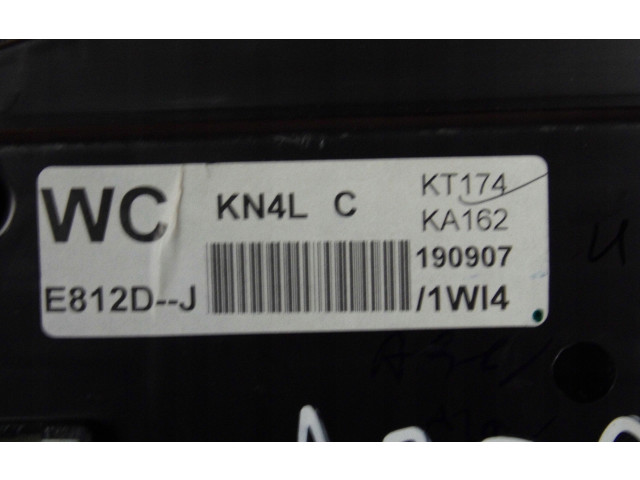 WC KN4L C KT174
KA162
190907
E812D--J /1WI4